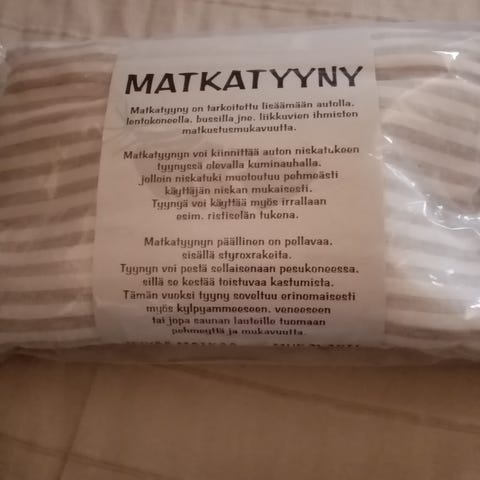 MATKATYYNY
Matkatyyny on tarkoitettu lisäämään autolla,
lentokoneella, bussilla jne. liikkuvien ihmisten
matkustusmukavuutta.
Matkatyynyn voi kiinnittää auton niskatukeen
tyynyssä olevalla kuminauhalla,
jolloin niskatuki muotoutuu pehmeästi
käyttäjän niskan mukaisesti.
Tyynyä voi käyttää myös irrallaan
esim. ristiselän tukena.
Matkatyynyn päällinen on pellavaa,
sisällä styroxrakeita.
Tyynyn voi pestä sellaisenaan pesukoneessa,
sillä se kestää toistuvaa kastumista.
Tämän vuoksi tyyny soveltuu erinomaisesti
myös kylpyammeeseen, veneeseen
tai jopa saunan lauteille tuomaan
pehmeyttä ja mukavuutta.